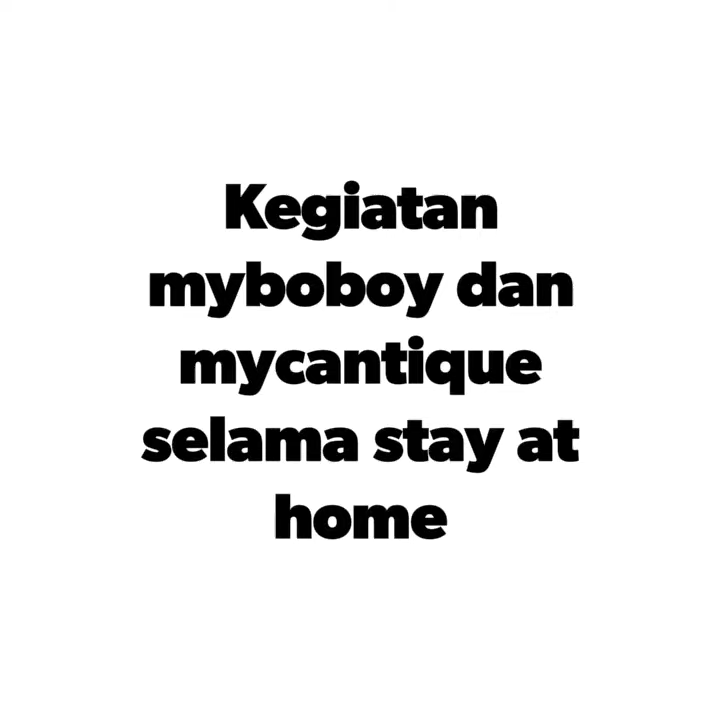 Kegiatan
myboboy dan
mycantique
selama stay at
home